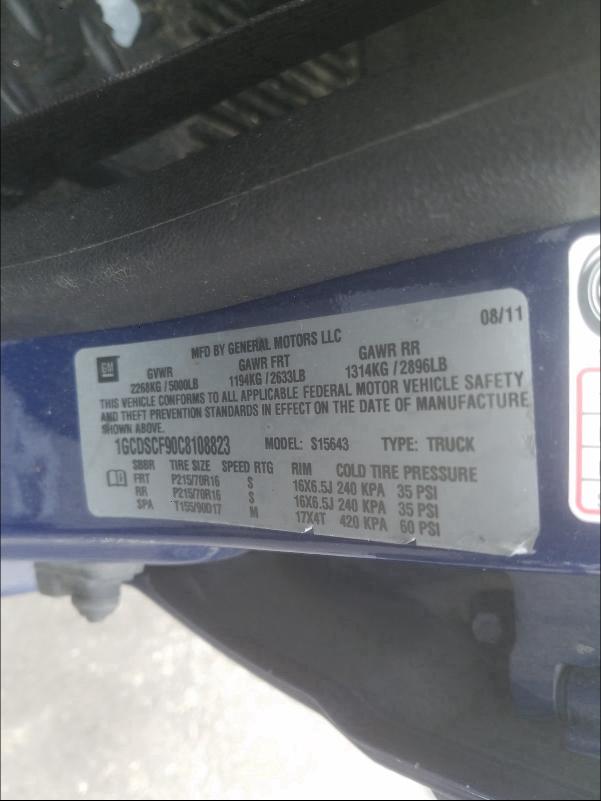 08/11
MFD BY GENERAL MOTORS LLC
GM GVWR GAWR FRT GAWR RR
2268KG / 5000LB 1194KG / 2633LB 1314KG / 2896LB
THIS VEHICLE CONFORMS TO ALL APPLICABLE FEDERAL MOTOR VEHICLE SAFETY
AND THEFT PREVENTION STANDARDS IN EFFECT ON THE DATE OF MANUFACTURE
SHOWN ABOVE.
1GCDSCF90C8108823 MODEL: S15643 TYPE: TRUCK
SBBR TIRE SIZE SPEED RTG RIM COLD TIRE PRESSURE
FRT P215/70R16 S 16X6.5J 240 KPA 35 PSI
RR P215/70R16 S 16X6.5J 240 KPA 35 PSI
SPA T155/90D17 M 17X4T 420 KPA 60 PSI